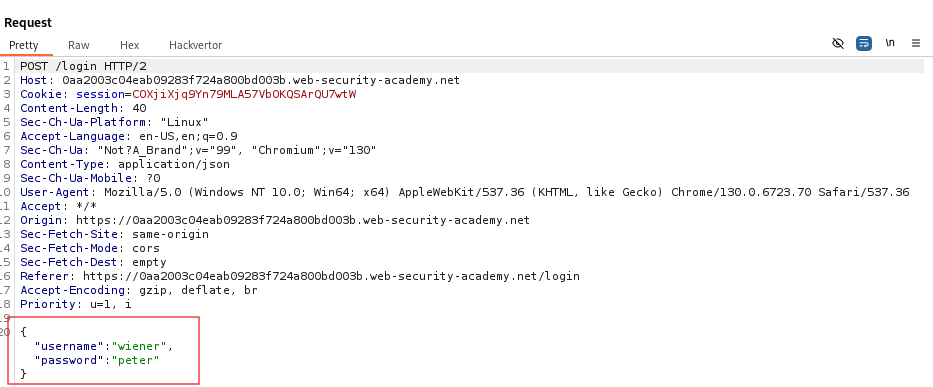 Request
Pretty Raw Hex Hackvertor \n
1 POST /login HTTP/2
2 Host: 0aa2003c04eab09283f724a800bd003b.web-security-academy.net
3 Cookie: session=COXjiXjq9Yn79MLA57VbOKQSArQU7wtW
4 Content-Length: 40
5 Sec-Ch-Ua-Platform: "Linux"
6 Accept-Language: en-US,en;q=0.9
7 Sec-Ch-Ua: "Not?A_Brand";v="99", "Chromium";v="130"
8 Content-Type: application/json
9 Sec-Ch-Ua-Mobile: ?0
10 User-Agent: Mozilla/5.0 (Windows NT 10.0; Win64; x64) AppleWebKit/537.36 (KHTML, like Gecko) Chrome/130.0.6723.70 Safari/537.36
11 Accept: */*
12 Origin: https://0aa2003c04eab09283f724a800bd003b.web-security-academy.net
13 Sec-Fetch-Site: same-origin
14 Sec-Fetch-Mode: cors
15 Sec-Fetch-Dest: empty
16 Referer: https://0aa2003c04eab09283f724a800bd003b.web-security-academy.net/login
17 Accept-Encoding: gzip, deflate, br
18 Priority: u=1, i
19
20 {
"username":"wiener",
"password":"peter"
}